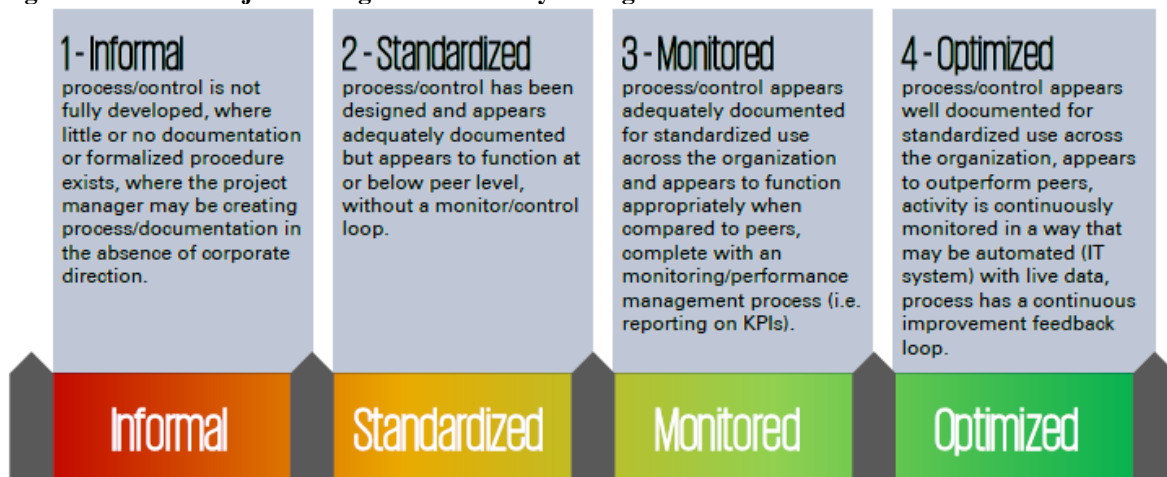 1 - Informal
process/control is not
fully developed, where
little or no documentation
or formalized procedure
exists, where the project
manager may be creating
process/documentation in
the absence of corporate
direction.
2 - Standardized
process/control has been
designed and appears
adequately documented
but appears to function at
or below peer level,
without a monitor/control
loop.
3 - Monitored
process/control appears
adequately documented
for standardized use
across the organization
and appears to function
appropriately when
compared to peers,
complete with an
monitoring/performance
management process (i.e.
reporting on KPIs).
4 - Optimized
process/control appears
well documented for
standardized use across
the organization, appears
to outperform peers,
activity is continuously
monitored in a way that
may be automated (IT
system) with live data,
process has a continuous
improvement feedback
loop.
Informal
Standardized
Monitored
Optimized